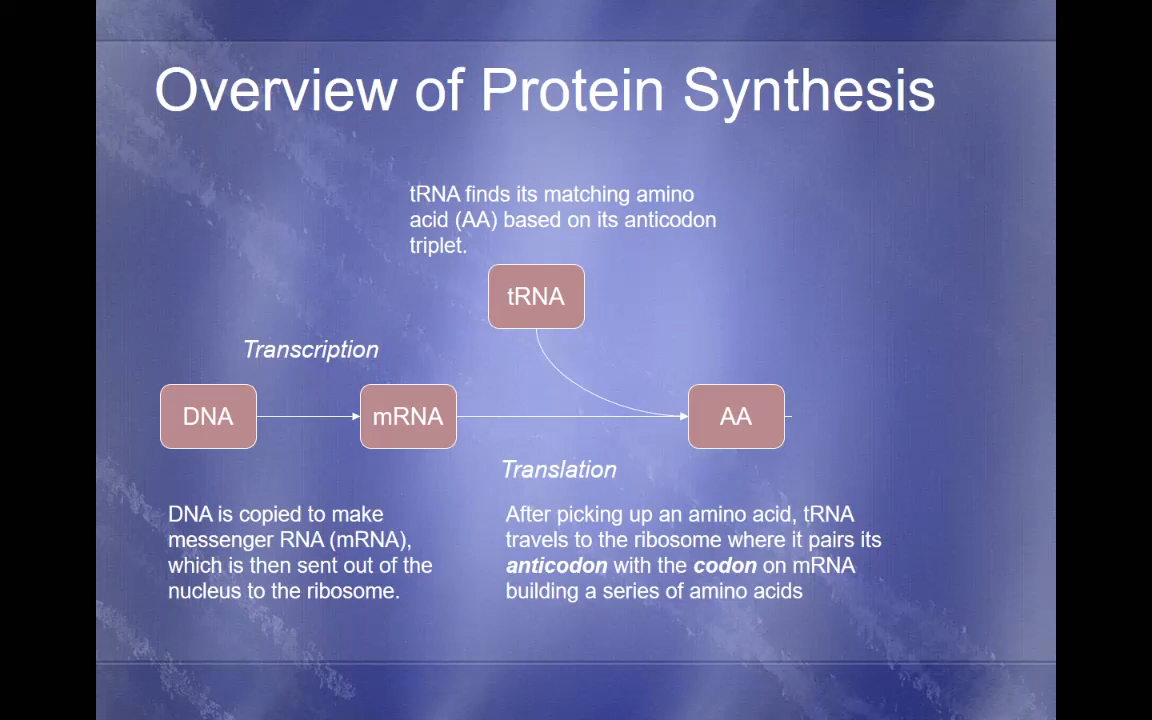 Overview of Protein Synthesis
tRNA finds its matching amino
acid (AA) based on its anticodon
triplet.
tRNA
Transcription
DNA
mRNA
AA
Translation
DNA is copied to make
messenger RNA (mRNA),
which is then sent out of the
nucleus to the ribosome.
After picking up an amino acid, tRNA
travels to the ribosome where it pairs its
anticodon with the codon on mRNA
building a series of amino acids